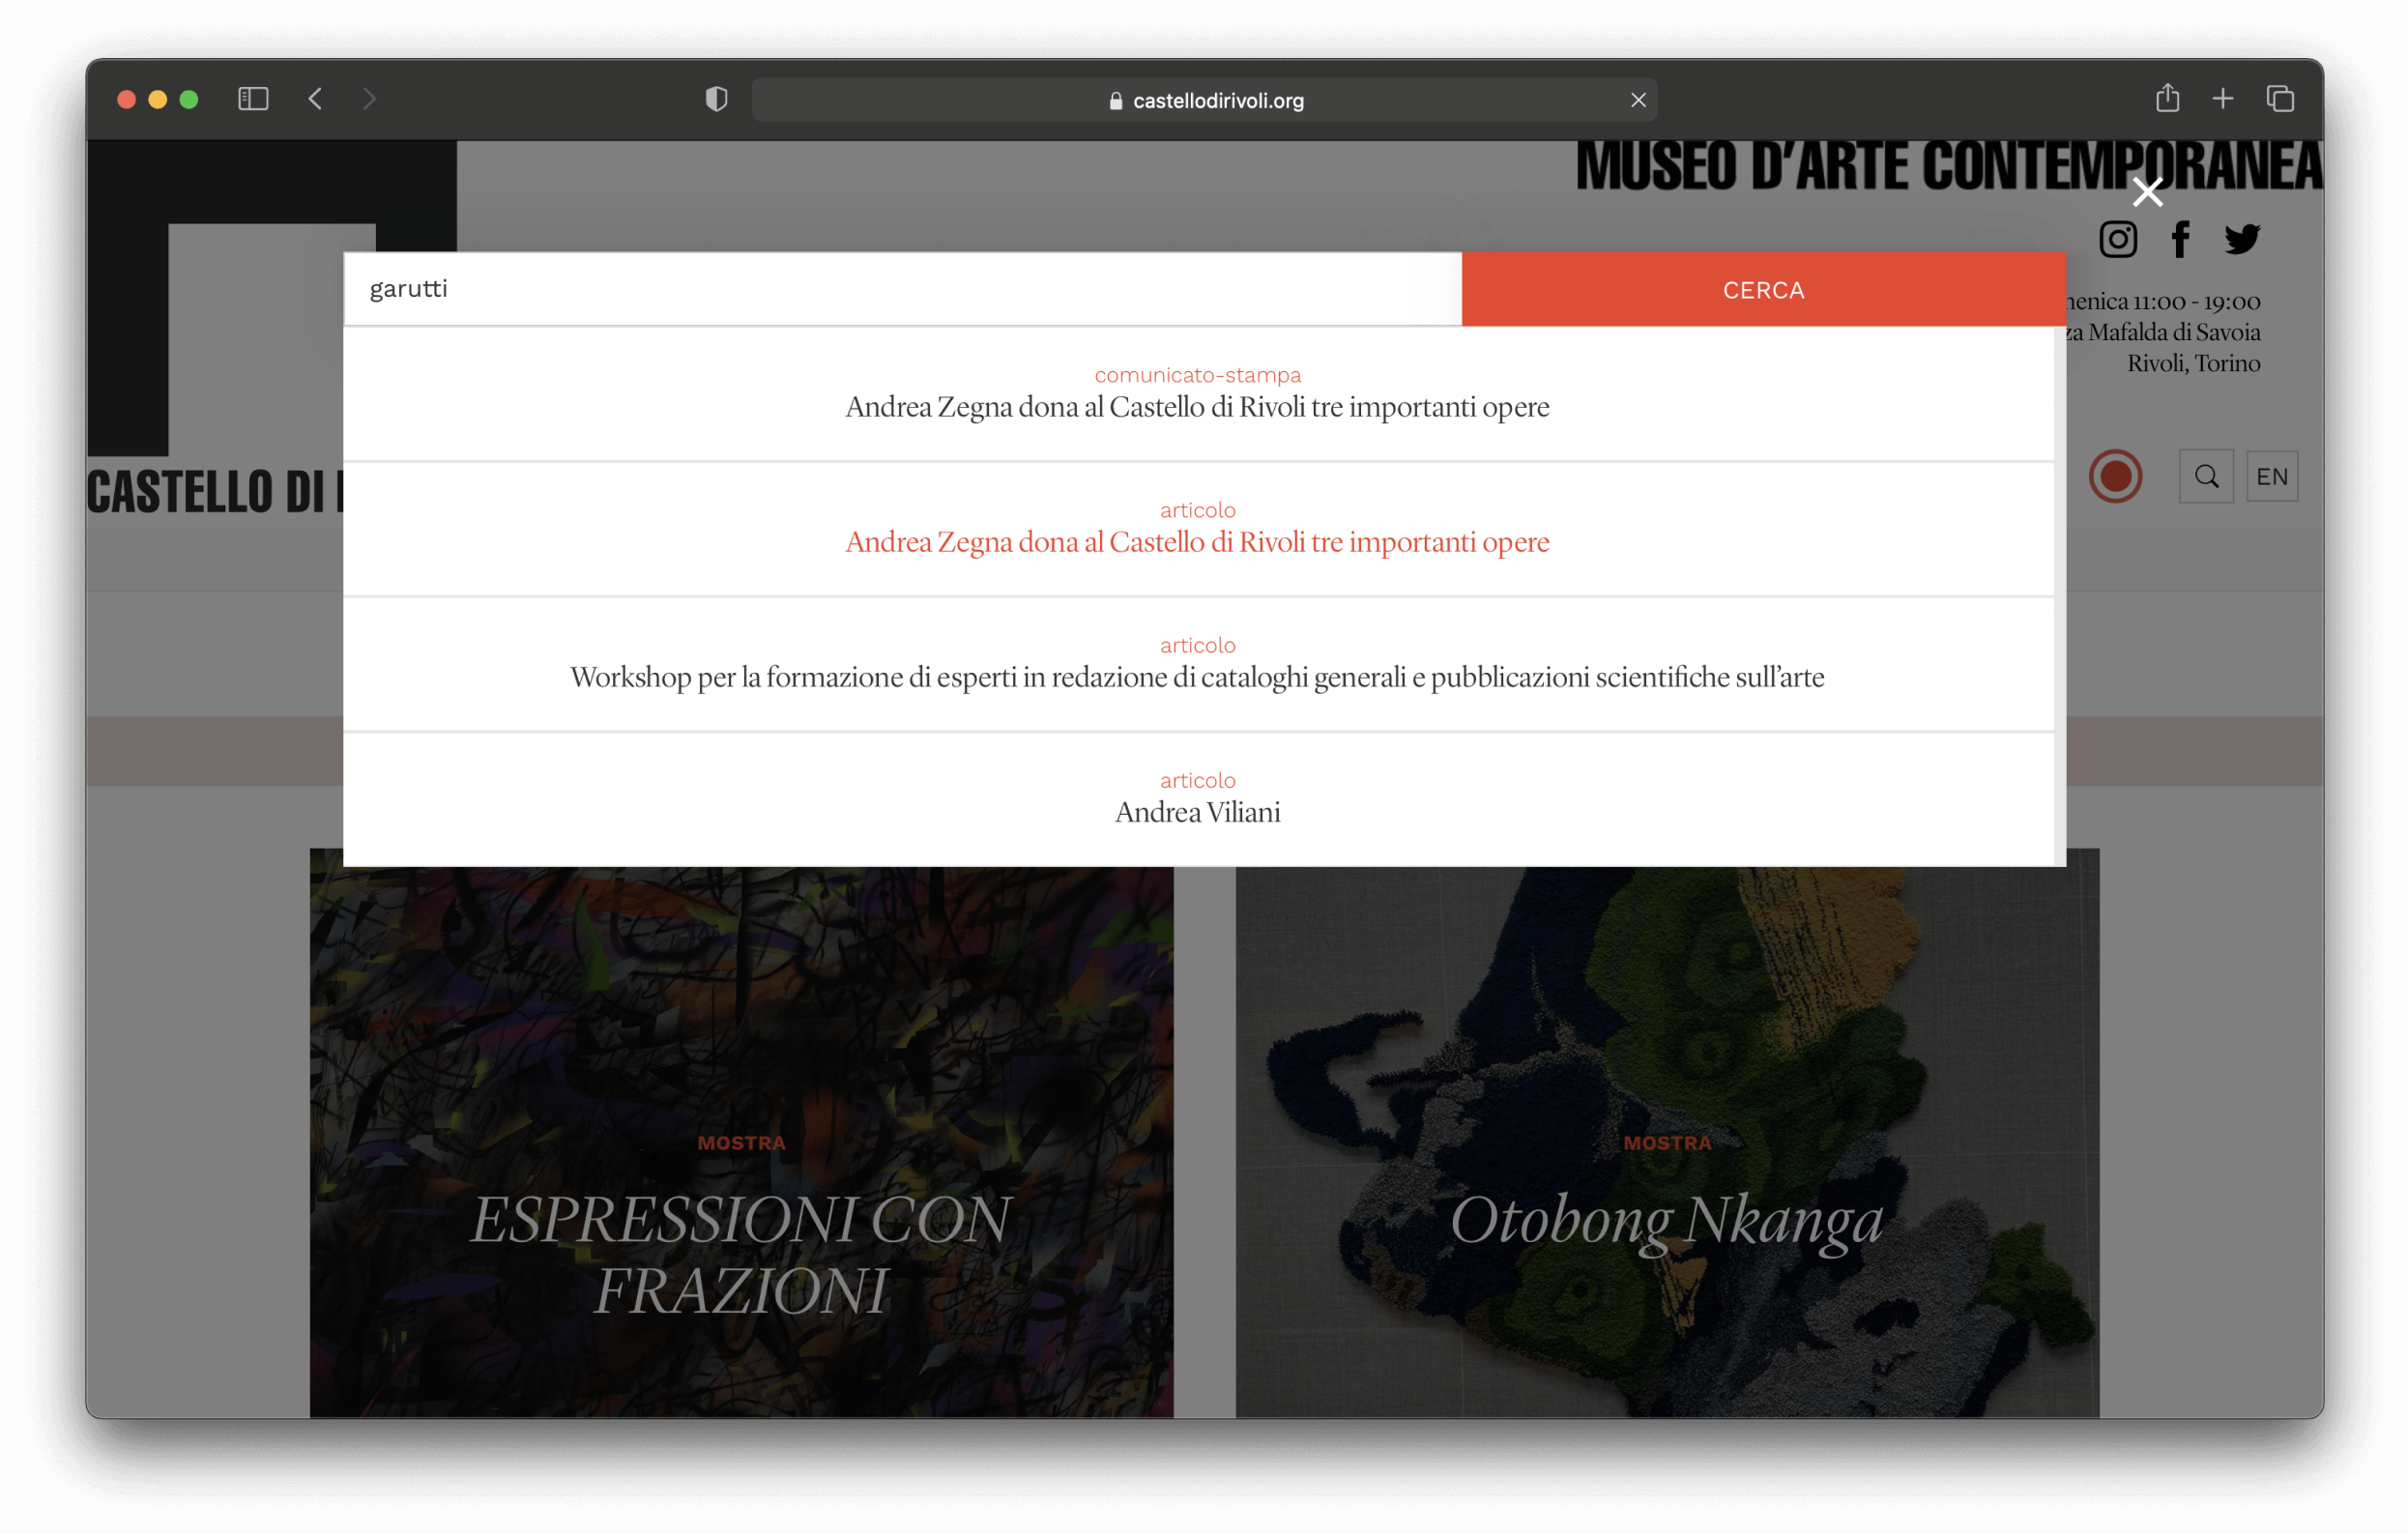 castellodirivoli.org
MUSEO D'ARTE CONTEMPORANEA
garutti
CERCA
11:00 - 19:00
Mafalda di Savoia
Rivoli, Torino
comunicato-stampa
Andrea Zegna dona al Castello di Rivoli tre importanti opere
CASTELLO DI
EN
articolo
Andrea Zegna dona al Castello di Rivoli tre importanti opere
articolo
Workshop per la formazione di esperti in redazione di cataloghi generali e pubblicazioni scientifiche sull'arte
articolo
Andrea Viliani
MOSTRA
ESPRESSIONI CON
FRAZIONI
MOSTRA
Otobong Nkanga